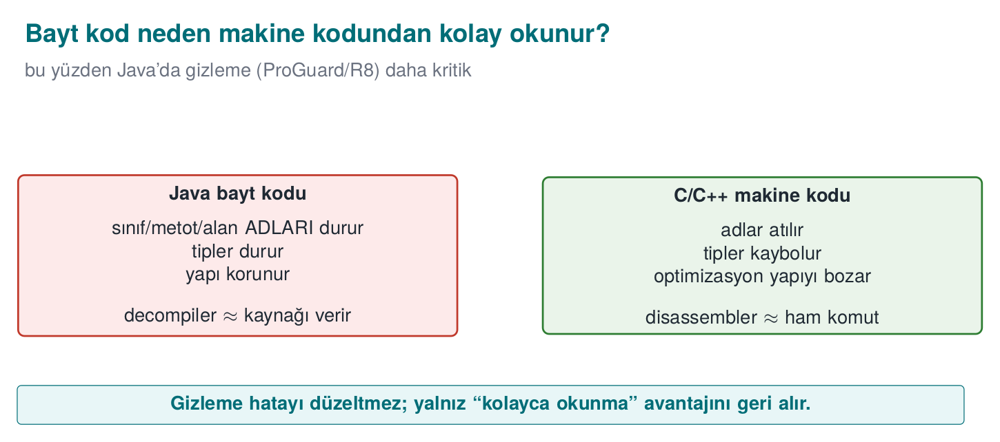 Bayt kod neden makine kodundan kolay okunur?
bu yüzden Java’da gizleme (ProGuard/R8) daha kritik
Java bayt kodu
sınıf/metot/alan ADLARI durur
tipler durur
yapı korunur
decompiler ≈ kaynağı verir
C/C++ makine kodu
adlar atılır
tipler kaybolur
optimizasyon yapıyı bozar
disassembler ≈ ham komut
Gizleme hatayı düzeltmez; yalnız “kolayca okunma” avantajını geri alır.